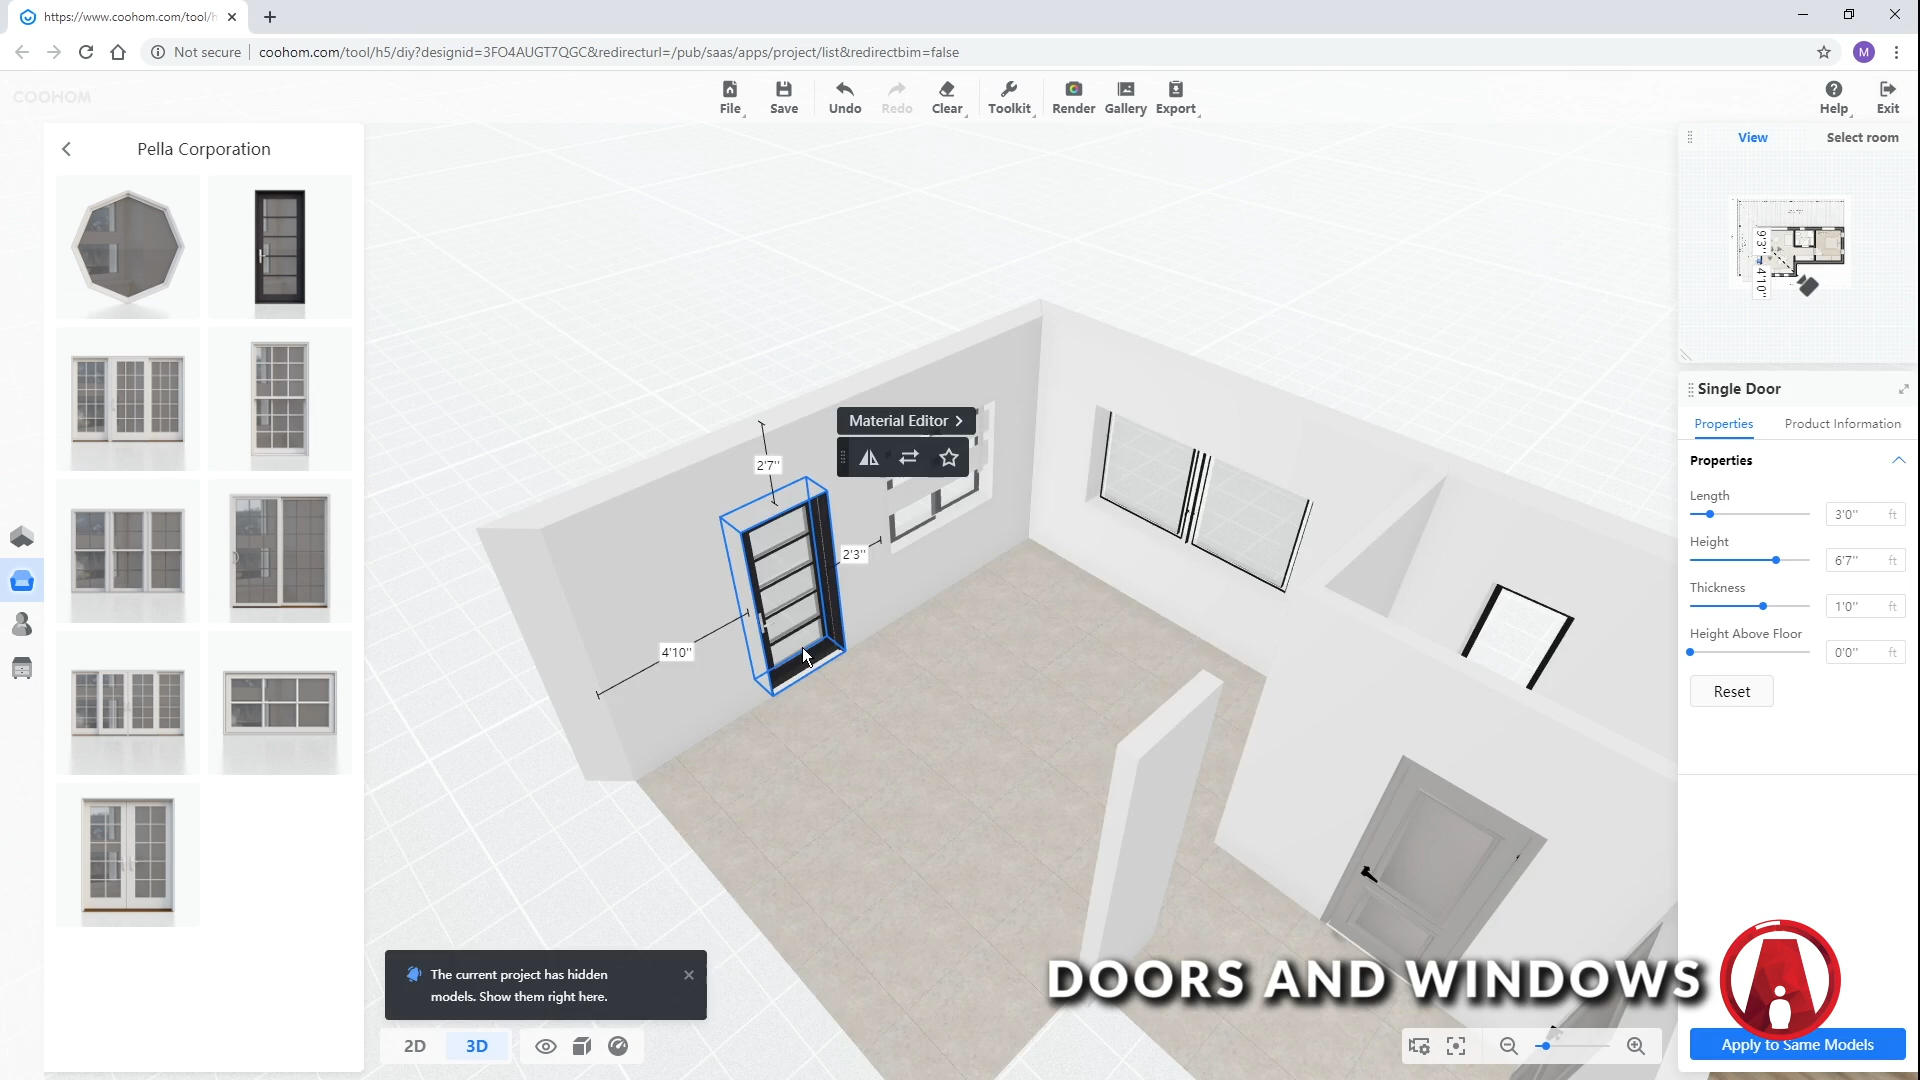 https://www.coohom.com/tool/h
Not secure
coohom.com/tool/h5/diy?designid=3FO4AUGT7QGC&redirecturl=/pub/saas/apps/project/list&redirectbim=false
M
COOHOM
File
Save
Undo
Redo
Clear
Toolkit
Render
Gallery
Export
Help
Exit
Pella Corporation
View
Select room
9'3"
4'10"
Material Editor
2'7"
2'3"
4'10"
Single Door
Properties
Product Information
Properties
Length
3'0" ft
Height
6'7" ft
Thickness
1'0" ft
Height Above Floor
0'0" ft
Reset
The current project has hidden
models. Show them right here.
DOORS AND WINDOWS
2D
3D
Apply to Same Models